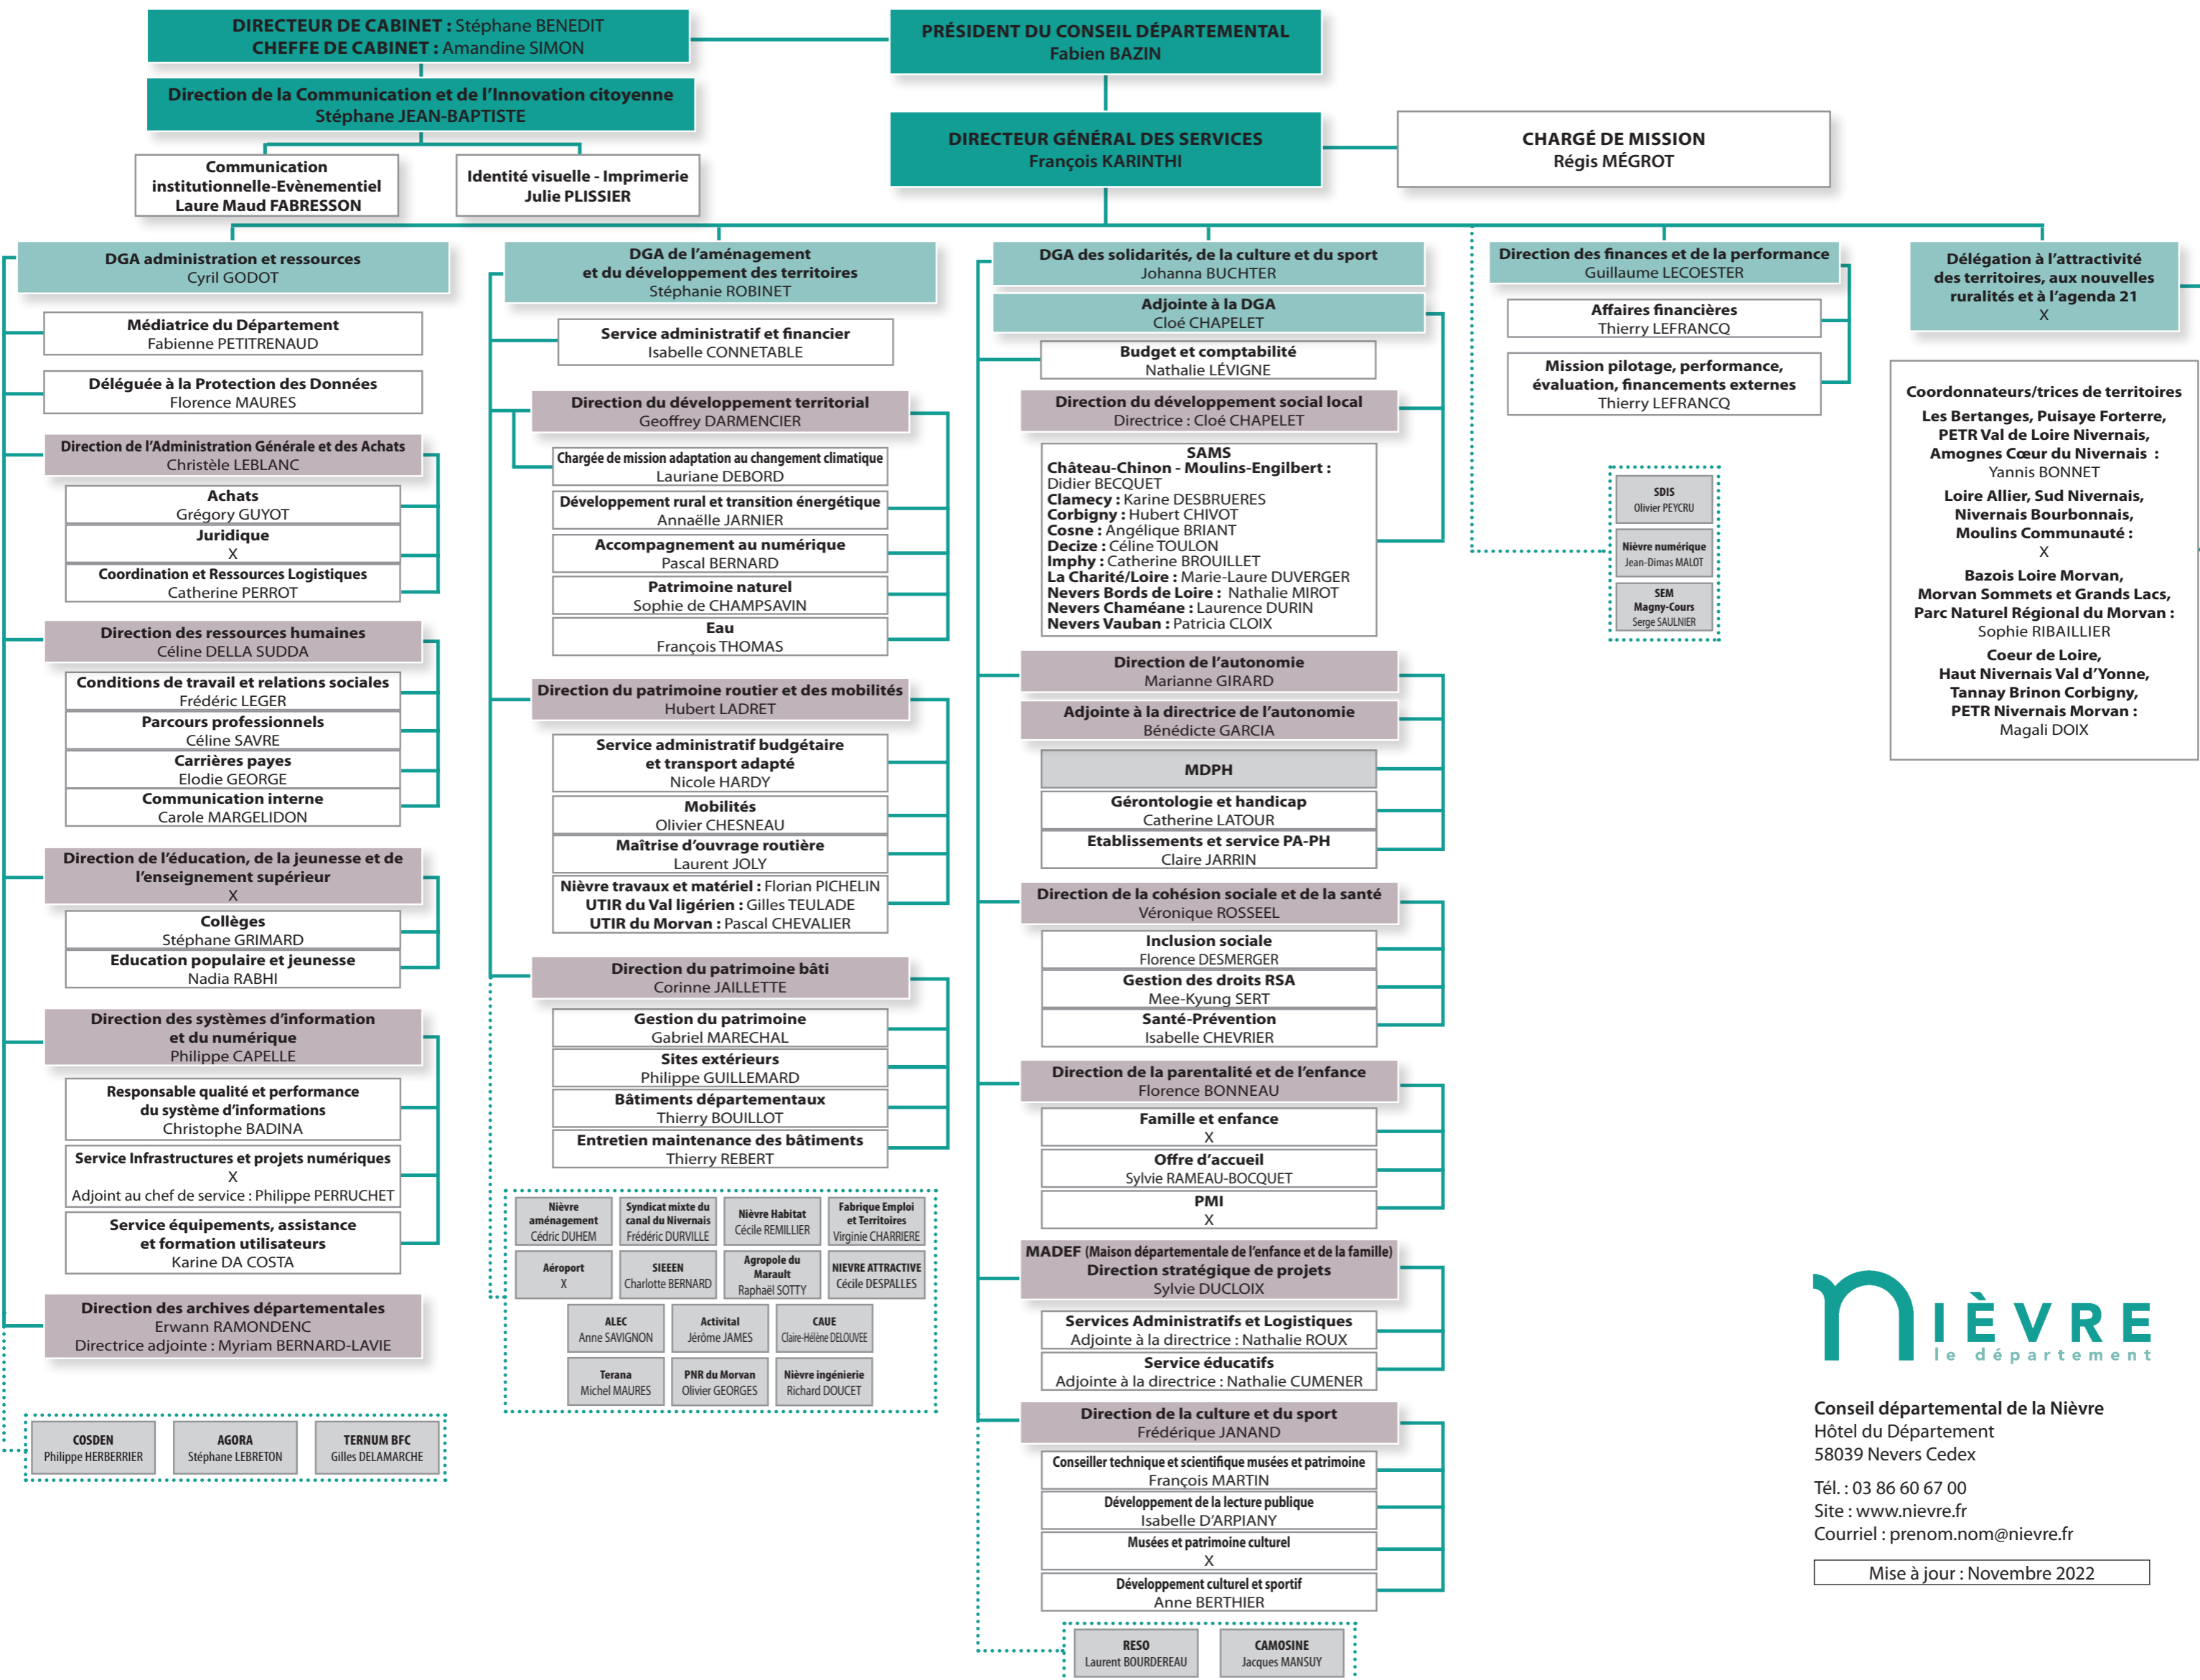 DIRECTEUR DE CABINET : Stéphane BENEDIT
CHEFFE DE CABINET : Amandine SIMON
PRÉSIDENT DU CONSEIL DÉPARTEMENTAL
Fabien BAZIN
Direction de la Communication et de l'Innovation citoyenne
Stéphane JEAN-BAPTISTE
DIRECTEUR GÉNÉRAL DES SERVICES
François KARINTHI
CHARGÉ DE MISSION
Régis MÉGROT
Communication
institutionnelle-Evènementiel
Laure Maud FABRESSON
Identité visuelle - Imprimerie
Julie PLISSIER
DGA administration et ressources
Cyril GODOT
Médiatrice du Département
Fabienne PETITRENAUD
Déléguée à la Protection des Données
Florence MAURES
Direction de l'Administration Générale et des Achats
Christèle LEBLANC
Achats
Grégory GUYOT
Juridique
X
Coordination et Ressources Logistiques
Catherine PERROT
Direction des ressources humaines
Céline DELLA SUDDA
Conditions de travail et relations sociales
Frédéric LEGER
Parcours professionnels
Céline SAVRE
Carrières payes
Elodie GEORGE
Communication interne
Carole MARGELIDON
Direction de l'éducation, de la jeunesse et de
l'enseignement supérieur
X
Collèges
Stéphane GRIMARD
Education populaire et jeunesse
Nadia RABHI
Direction des systèmes d'information
et du numérique
Philippe CAPELLE
Responsable qualité et performance
du système d'informations
Christophe BADINA
Service Infrastructures et projets numériques
X
Adjoint au chef de service : Philippe PERRUCHET
Service équipements, assistance
et formation utilisateurs
Karine DA COSTA
Direction des archives départementales
Erwann RAMONDENC
Directrice adjointe : Myriam BERNARD-LAVIE
COSDEN
Philippe HERBERRIER
AGORA
Stéphane LEBRETON
TERNUM BFC
Gilles DELAMARCHE
DGA de l'aménagement
et du développement des territoires
Stéphanie ROBINET
Service administratif et financier
Isabelle CONNETABLE
Direction du développement territorial
Geoffrey DARMENCIER
Chargée de mission adaptation au changement climatique
Lauriane DEBORD
Développement rural et transition énergétique
Annaëlle JARNIER
Accompagnement au numérique
Pascal BERNARD
Patrimoine naturel
Sophie de CHAMPSAVIN
Eau
François THOMAS
Direction du patrimoine routier et des mobilités
Hubert LADRET
Service administratif budgétaire
et transport adapté
Nicole HARDY
Mobilités
Olivier CHESNEAU
Maîtrise d'ouvrage routière
Laurent JOLY
Nièvre travaux et matériel : Florian PICHELIN
UTIR du Val ligérien : Gilles TEULADE
UTIR du Morvan : Pascal CHEVALIER
Direction du patrimoine bâti
Corinne JAILLETTE
Gestion du patrimoine
Gabriel MARECHAL
Sites extérieurs
Philippe GUILLEMARD
Bâtiments départementaux
Thierry BOUILLOT
Entretien maintenance des bâtiments
Thierry REBERT
Nièvre
aménagement
Cédric DUHEM
Syndicat mixte du
canal du Nivernais
Frédéric DURVILLE
Nièvre Habitat
Cécile REMILLIER
Fabrique Emploi
et Territoires
Virginie CHARRIERE
Aéroport
X
SIEEEN
Charlotte BERNARD
Agropole du
Marault
Raphaël SOTTY
NIEVRE ATTRACTIVE
Cécile DESPALLES
ALEC
Anne SAVIGNON
Activital
Jérôme JAMES
CAUE
Claire-Hélène DELOUVEE
Terana
Michel MAURES
PNR du Morvan
Olivier GEORGES
Nièvre ingénierie
Richard DOUCET
DGA des solidarités, de la culture et du sport
Johanna BUCHTER
Adjointe à la DGA
Cloé CHAPELET
Budget et comptabilité
Nathalie LÉVIGNE
Direction du développement social local
Directrice : Cloé CHAPELET
SAMS
Château-Chinon - Moulins-Engilbert :
Didier BECQUET
Clamecy : Karine DESBRUERES
Corbigny : Hubert CHIVOT
Cosne : Angélique BRIANT
Decize : Céline TOULON
Imphy : Catherine BROUILLET
La Charité/Loire : Marie-Laure DUVERGER
Nevers Bords de Loire : Nathalie MIROT
Nevers Chaméane : Laurence DURIN
Nevers Vauban : Patricia CLOIX
Direction de l'autonomie
Marianne GIRARD
Adjointe à la directrice de l'autonomie
Bénédicte GARCIA
MDPH
Gérontologie et handicap
Catherine LATOUR
Etablissements et service PA-PH
Claire JARRIN
Direction de la cohésion sociale et de la santé
Véronique ROSSEEL
Inclusion sociale
Florence DESMERGER
Gestion des droits RSA
Mee-Kyung SERT
Santé-Prévention
Isabelle CHEVRIER
Direction de la parentalité et de l'enfance
Florence BONNEAU
Famille et enfance
X
Offre d'accueil
Sylvie RAMEAU-BOCQUET
PMI
X
MADEF (Maison départementale de l'enfance et de la famille)
Direction stratégique de projets
Sylvie DUCLOIX
Services Administratifs et Logistiques
Adjointe à la directrice : Nathalie ROUX
Service éducatifs
Adjointe à la directrice : Nathalie CUMENER
Direction de la culture et du sport
Frédérique JANAND
Conseiller technique et scientifique musées et patrimoine
François MARTIN
Développement de la lecture publique
Isabelle D'ARPIANY
Musées et patrimoine culturel
X
Développement culturel et sportif
Anne BERTHIER
RESO
Laurent BOURDEREAU
CAMOSINE
Jacques MANSUY
Direction des finances et de la performance
Guillaume LECOESTER
Affaires financières
Thierry LEFRANCQ
Mission pilotage, performance,
évaluation, financements externes
Thierry LEFRANCQ
SDIS
Olivier PEYCRU
Nièvre numérique
Jean-Dimas MALOT
SEM
Magny-Cours
Serge SAULNIER
Délégation à l'attractivité
des territoires, aux nouvelles
ruralités et à l'agenda 21
X
Coordonnateurs/trices de territoires
Les Bertanges, Puisaye Forterre,
PETR Val de Loire Nivernais,
Amognes Cœur du Nivernais :
Yannis BONNET
Loire Allier, Sud Nivernais,
Nivernais Bourbonnais,
Moulins Communauté :
X
Bazois Loire Morvan,
Morvan Sommets et Grands Lacs,
Parc Naturel Régional du Morvan :
Sophie RIBAILLIER
Coeur de Loire,
Haut Nivernais Val d'Yonne,
Tannay Brinon Corbigny,
PETR Nivernais Morvan :
Magali DOIX
NIÈVRE
le département
Conseil départemental de la Nièvre
Hôtel du Département
58039 Nevers Cedex
Tél. : 03 86 60 67 00
Site : www.nievre.fr
Courriel : prenom.nom@nievre.fr
Mise à jour : Novembre 2022